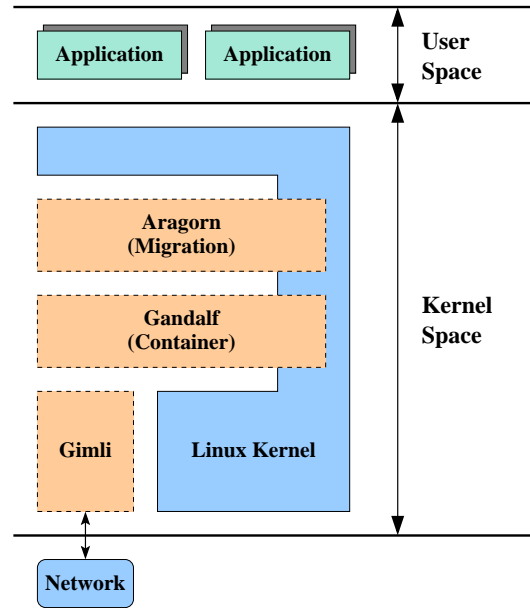 Application
Application
User
Space
Aragorn
(Migration)
Gandalf
(Container)
Kernel
Space
Gimli
Linux Kernel
Network